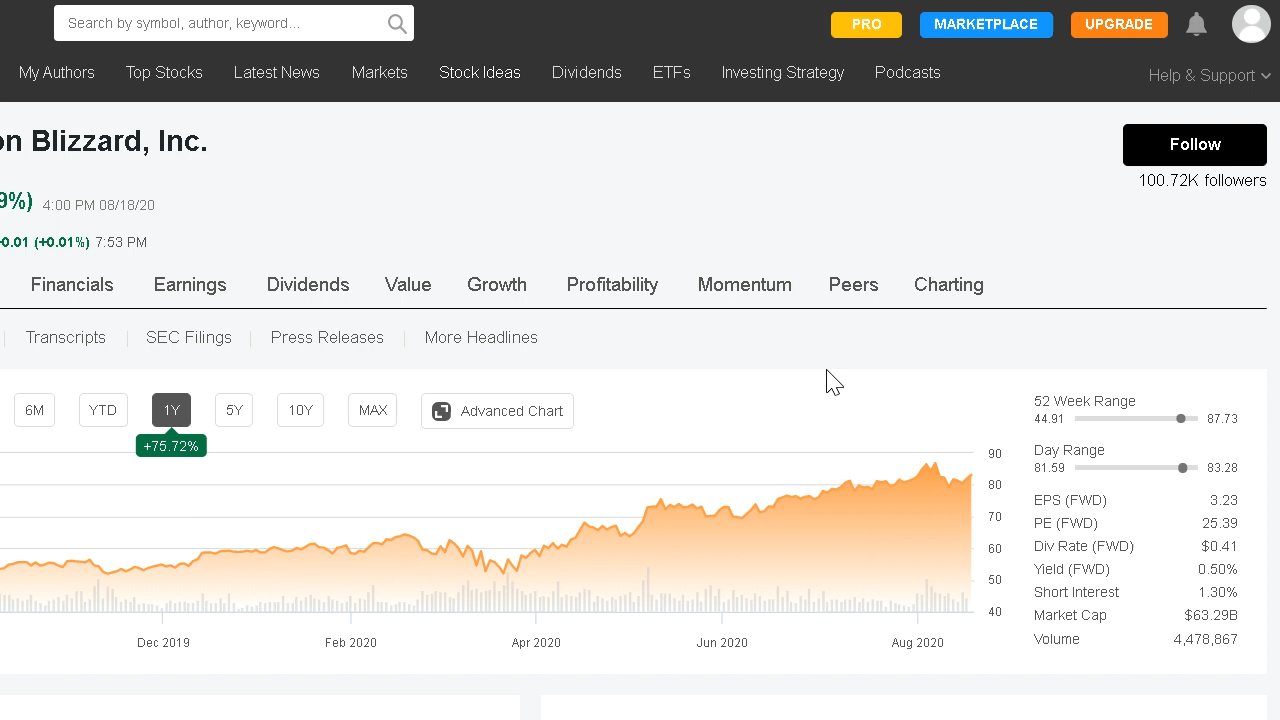 Search by symbol, author, keyword...
PRO MARKETPLACE UPGRADE
My Authors Top Stocks Latest News Markets Stock Ideas Dividends ETFs Investing Strategy Podcasts Help & Support
on Blizzard, Inc.
Follow
100.72K followers
9%) 4:00 PM 08/18/20
+0.01 (+0.01%) 7:53 PM
Financials Earnings Dividends Value Growth Profitability Momentum Peers Charting
Transcripts SEC Filings Press Releases More Headlines
6M YTD 1Y 5Y 10Y MAX Advanced Chart
+75.72%
90
80
70
60
50
40
Dec 2019 Feb 2020 Apr 2020 Jun 2020 Aug 2020
52 Week Range
44.91 87.73
Day Range
81.59 83.28
EPS (FWD) 3.23
PE (FWD) 25.39
Div Rate (FWD) $0.41
Yield (FWD) 0.50%
Short Interest 1.30%
Market Cap $63.29B
Volume 4,478,867